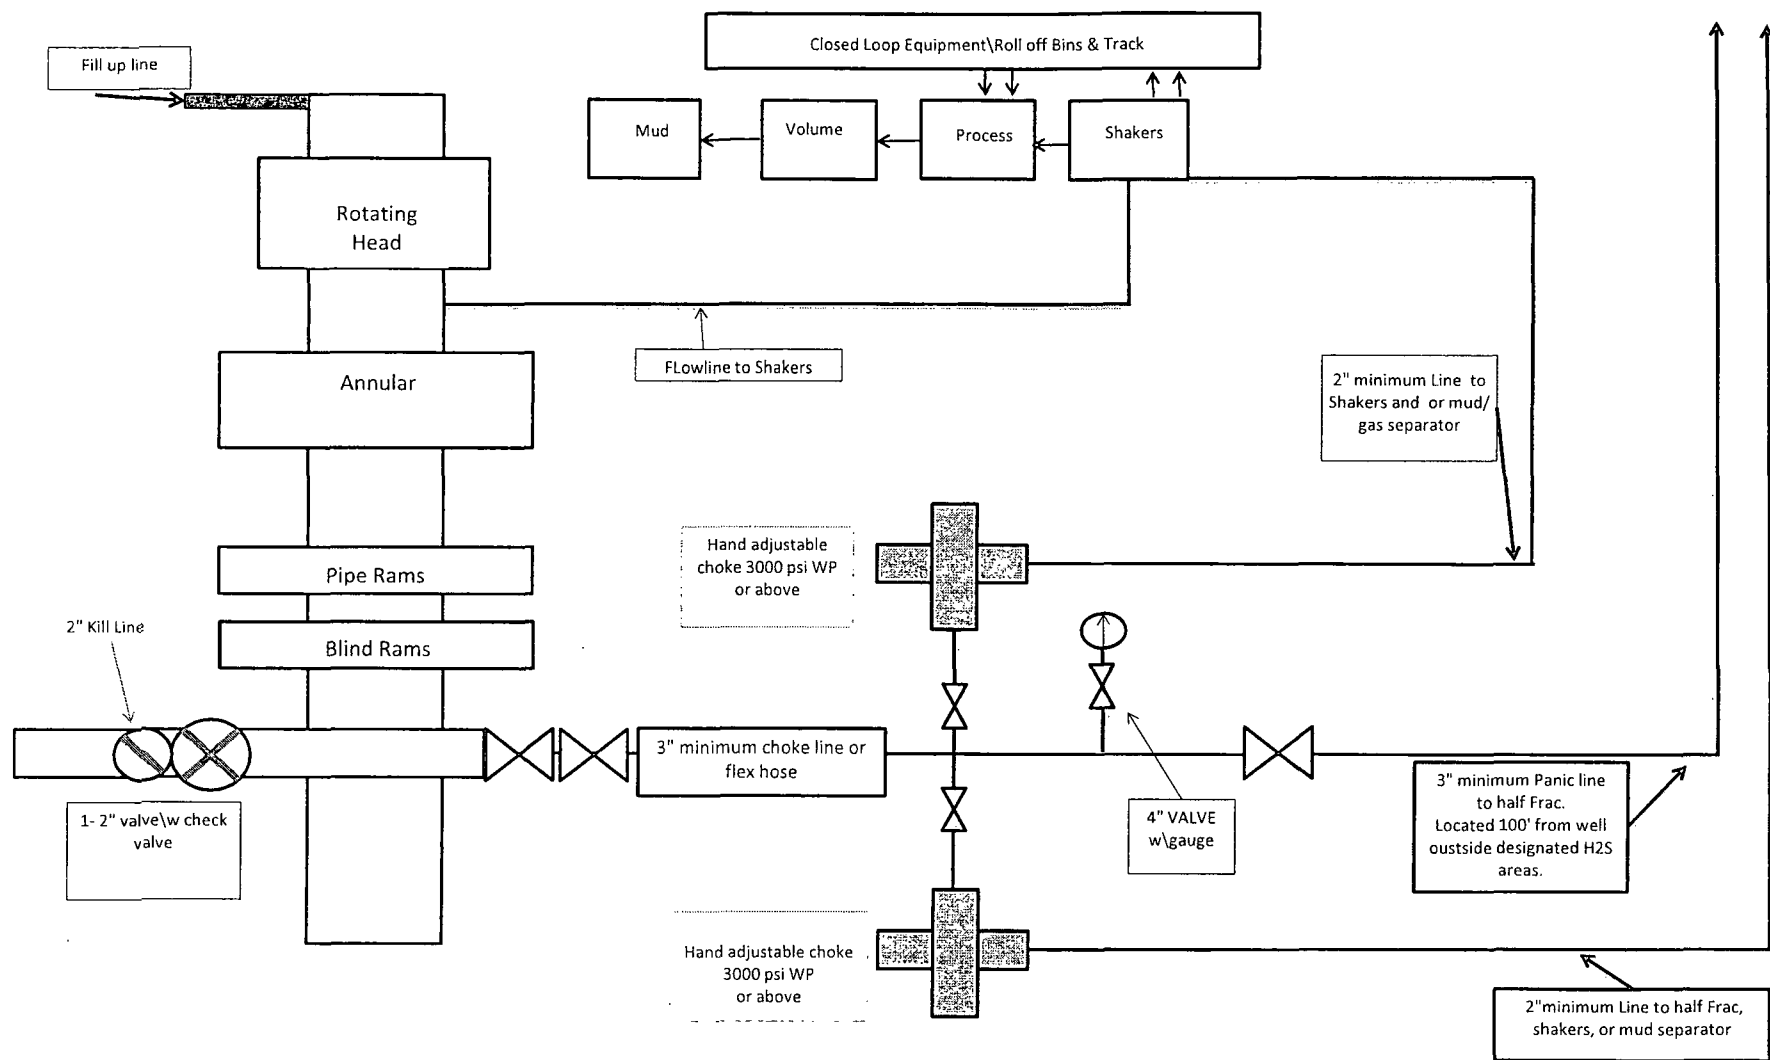 Closed Loop Equipment\Roll off Bins & Track
Fill up line
Mud
Volume
Process
Shakers
Rotating
Head
FLowline to Shakers
Annular
2" minimum Line to
Shakers and or mud/
gas separator
Hand adjustable
choke 3000 psi WP
or above
Pipe Rams
2" Kill Line
Blind Rams
3" minimum choke line or
flex hose
1- 2" valve\w check
valve
4" VALVE
w\gauge
3" minimum Panic line
to half Frac.
Located 100' from well
oustside designated H2S
areas.
Hand adjustable choke
3000 psi WP
or above
2"minimum Line to half Frac,
shakers, or mud separator